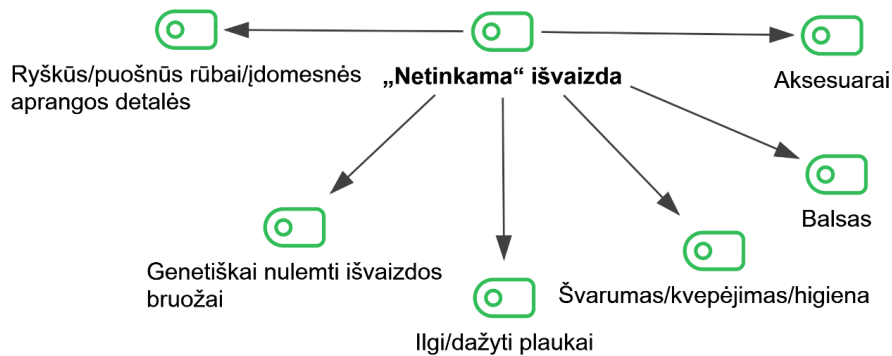 Ryškūs/puošnūs rūbai/įdomesnės
aprangos detalės
„Netinkama“ išvaizda
Aksesuarai
Balsas
Genetiškai nulemti išvaizdos
bruožai
Švarumas/kvepėjimas/higiena
Ilgi/dažyti plaukai